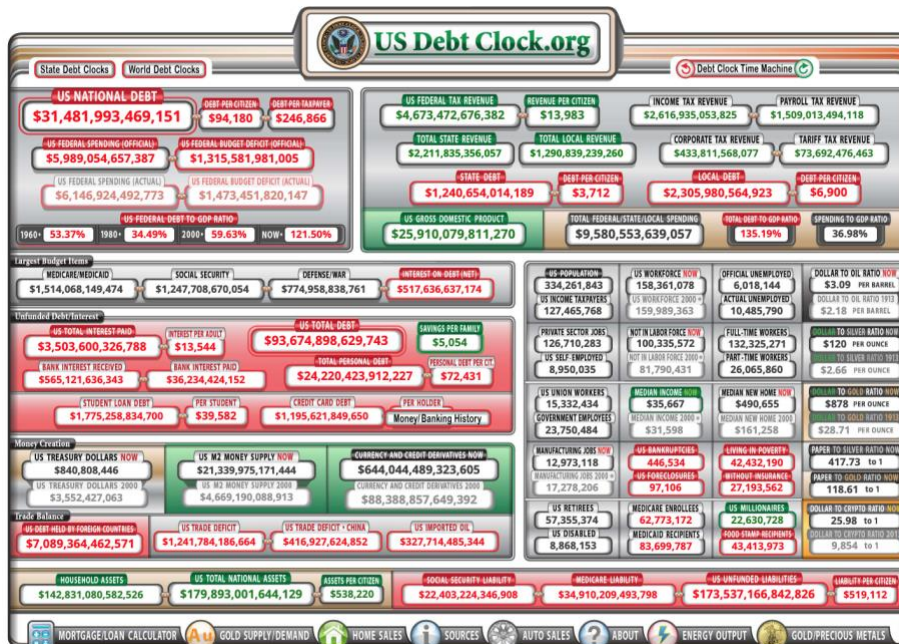 US Debt Clock.org
State Debt Clocks World Debt Clocks Debt Clock Time Machine
US NATIONAL DEBT
$31,481,993,469,151
DEBT PER CITIZEN
$94,180
DEBT PER TAXPAYER
$246,866
US FEDERAL SPENDING (OFFICIAL)
$5,989,054,657,387
US FEDERAL BUDGET DEFICIT (OFFICIAL)
$1,315,581,981,005
US FEDERAL SPENDING (ACTUAL)
$6,146,924,492,773
US FEDERAL BUDGET DEFICIT (ACTUAL)
$1,473,451,820,147
US FEDERAL DEBT TO GDP RATIO
1960• 53.37% 1980• 34.49% 2000• 59.63% NOW• 121.50%
US FEDERAL TAX REVENUE
$4,673,472,676,382
REVENUE PER CITIZEN
$13,983
INCOME TAX REVENUE
$2,616,935,053,825
PAYROLL TAX REVENUE
$1,509,013,494,118
TOTAL STATE REVENUE
$2,211,835,356,057
TOTAL LOCAL REVENUE
$1,290,839,239,260
CORPORATE TAX REVENUE
$433,811,568,077
TARIFF TAX REVENUE
$73,692,476,463
STATE DEBT
$1,240,654,014,189
DEBT PER CITIZEN
$3,712
LOCAL DEBT
$2,305,980,564,923
DEBT PER CITIZEN
$6,900
US GROSS DOMESTIC PRODUCT
$25,910,079,811,270
TOTAL FEDERAL/STATE/LOCAL SPENDING
$9,580,553,639,057
TOTAL DEBT TO GDP RATIO
135.19%
SPENDING TO GDP RATIO
36.98%
Largest Budget Items
MEDICARE/MEDICAID
$1,514,068,149,474
SOCIAL SECURITY
$1,247,708,670,054
DEFENSE/WAR
$774,958,838,761
INTEREST ON DEBT (NET)
$517,636,637,174
Unfunded Debt/Interest
US TOTAL INTEREST PAID
$3,503,600,326,788
INTEREST PER ADULT
$13,544
US TOTAL DEBT
$93,674,898,629,743
SAVINGS PER FAMILY
$5,054
BANK INTEREST RECEIVED
$565,121,636,343
BANK INTEREST PAID
$36,234,424,152
TOTAL PERSONAL DEBT
$24,220,423,912,227
PERSONAL DEBT PER CIT.
$72,431
STUDENT LOAN DEBT
$1,775,258,834,700
PER STUDENT
$39,582
CREDIT CARD DEBT
$1,195,621,849,650
PER HOLDER
Money/Banking History
Money Creation
US TREASURY DOLLARS NOW
$840,808,446
US TREASURY DOLLARS 2000
$3,552,427,063
US M2 MONEY SUPPLY NOW
$21,339,975,171,444
US M2 MONEY SUPPLY 2000
$4,669,190,088,913
CURRENCY AND CREDIT DERIVATIVES NOW
$644,044,489,323,605
CURRENCY AND CREDIT DERIVATIVES 2000
$88,388,857,649,392
Trade Balance
US DEBT HELD BY FOREIGN COUNTRIES
$7,089,364,462,571
US TRADE DEFICIT
$1,241,784,186,664
US TRADE DEFICIT • CHINA
$416,927,624,852
US IMPORTED OIL
$327,714,485,344
US POPULATION
334,261,843
US INCOME TAXPAYERS
127,465,768
US WORKFORCE NOW
158,361,078
US WORKFORCE 2000
159,989,363
OFFICIAL UNEMPLOYED
6,018,144
ACTUAL UNEMPLOYED
10,485,790
DOLLAR TO OIL RATIO NOW
$3.09 PER BARREL
DOLLAR TO OIL RATIO 1913
$2.18 PER BARREL
PRIVATE SECTOR JOBS
126,710,283
US SELF-EMPLOYED
8,950,035
NOT IN LABOR FORCE NOW
100,335,572
NOT IN LABOR FORCE 2000
81,790,431
FULL-TIME WORKERS
132,325,271
PART-TIME WORKERS
26,065,860
DOLLAR TO SILVER RATIO NOW
$120 PER OUNCE
DOLLAR TO SILVER RATIO 1913
$2.66 PER OUNCE
US UNION WORKERS
15,332,434
GOVERNMENT EMPLOYEES
23,750,484
MEDIAN INCOME NOW
$35,667
MEDIAN INCOME 2000
$31,598
MEDIAN NEW HOME NOW
$490,655
MEDIAN NEW HOME 2000
$161,258
DOLLAR TO GOLD RATIO NOW
$878 PER OUNCE
DOLLAR TO GOLD RATIO 1913
$28.71 PER OUNCE
MANUFACTURING JOBS NOW
12,973,118
MANUFACTURING JOBS 2000
17,278,206
US BANKRUPTCIES
446,534
US FORECLOSURES
97,106
LIVING IN POVERTY
42,432,190
WITHOUT INSURANCE
27,193,562
PAPER TO SILVER RATIO NOW
417.73 to 1
PAPER TO GOLD RATIO NOW
118.61 to 1
US RETIREES
57,355,374
US DISABLED
8,868,153
MEDICARE ENROLLEES
62,773,172
MEDICAID RECIPIENTS
83,699,787
US MILLIONAIRES
22,630,728
FOOD STAMP RECIPIENTS
43,413,973
DOLLAR TO CRYPTO RATIO NOW
25.98 to 1
DOLLAR TO CRYPTO RATIO
9,854 to 1
HOUSEHOLD ASSETS
$142,831,080,582,526
US TOTAL NATIONAL ASSETS
$179,893,001,644,129
ASSETS PER CITIZEN
$538,220
SOCIAL SECURITY LIABILITY
$22,403,224,346,908
MEDICARE LIABILITY
$34,910,209,493,798
US UNFUNDED LIABILITIES
$173,537,166,842,826
LIABILITY PER CITIZEN
$519,112
MORTGAGE/LOAN CALCULATOR Au GOLD SUPPLY/DEMAND HOME SALES i SOURCES AUTO SALES ? ABOUT ENERGY OUTPUT GOLD/PRECIOUS METALS